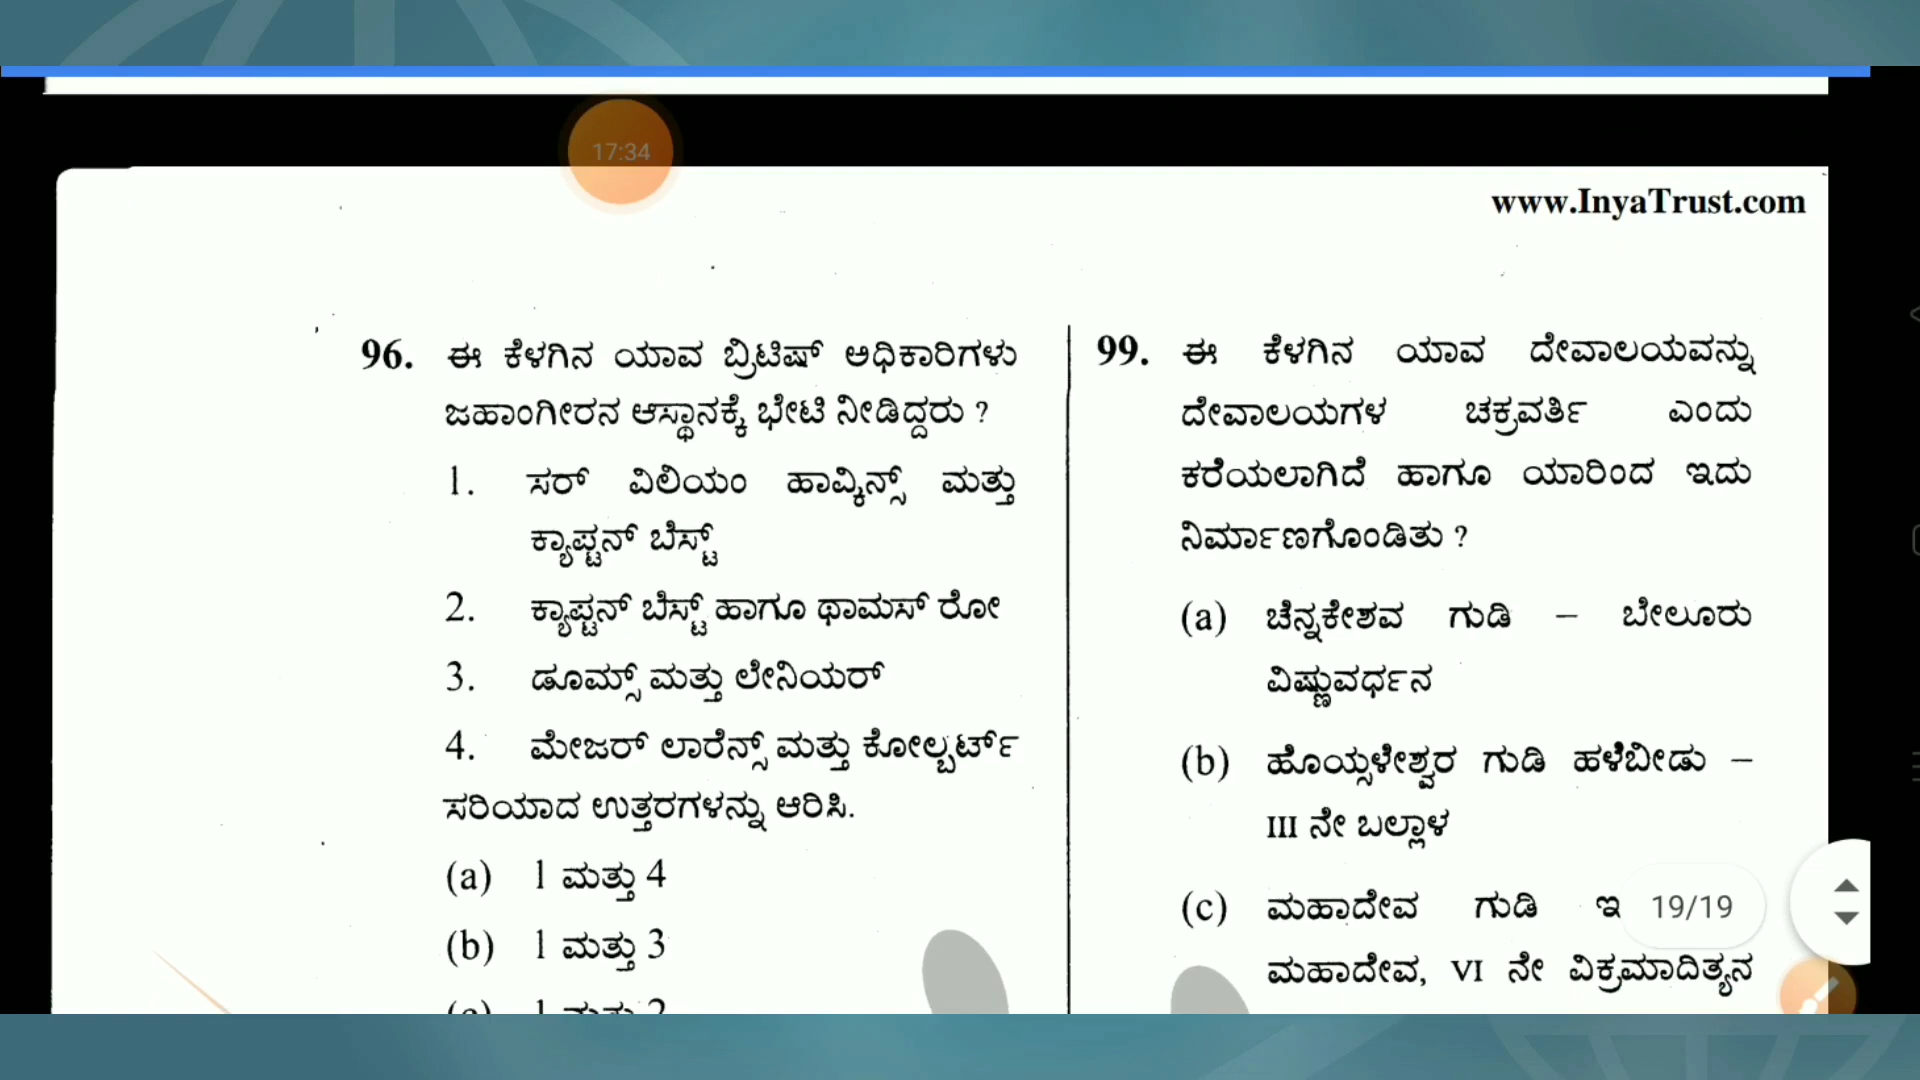 17:34
www.InyaTrust.com
96. ಈ ಕೆಳಗಿನ ಯಾವ ಬ್ರಿಟಿಷ್ ಅಧಿಕಾರಿಗಳು
ಜಹಾಂಗೀರನ ಆಸ್ಥಾನಕ್ಕೆ ಭೇಟಿ ನೀಡಿದ್ದರು ?
1. ಸರ್ ವಿಲಿಯಂ ಹಾವ್ಕಿನ್ಸ್ ಮತ್ತು
ಕ್ಯಾಪ್ಟನ್ ಬೆಸ್ಟ್
2. ಕ್ಯಾಪ್ಟನ್ ಬೆಸ್ಟ್ ಹಾಗೂ ಥಾಮಸ್ ರೋ
3. ಡೂಮ್ಸ್ ಮತ್ತು ಲೇನಿಯರ್
4. ಮೇಜರ್ ಲಾರೆನ್ಸ್ ಮತ್ತು ಕೋಲ್ಬರ್ಟ್
ಸರಿಯಾದ ಉತ್ತರಗಳನ್ನು ಆರಿಸಿ.
(a) 1 ಮತ್ತು 4
(b) 1 ಮತ್ತು 3
99. ಈ ಕೆಳಗಿನ ಯಾವ ದೇವಾಲಯವನ್ನು
ದೇವಾಲಯಗಳ ಚಕ್ರವರ್ತಿ ಎಂದು
ಕರೆಯಲಾಗಿದೆ ಹಾಗೂ ಯಾರಿಂದ ಇದು
ನಿರ್ಮಾಣಗೊಂಡಿತು ?
(a) ಚೆನ್ನಕೇಶವ ಗುಡಿ – ಬೇಲೂರು
ವಿಷ್ಣುವರ್ಧನ
(b) ಹೊಯ್ಸಳೇಶ್ವರ ಗುಡಿ ಹಳೆಬೀಡು –
III ನೇ ಬಲ್ಲಾಳ
(c) ಮಹಾದೇವ ಗುಡಿ ಇ
ಮಹಾದೇವ, VI ನೇ ವಿಕ್ರಮಾದಿತ್ಯನ
19/19